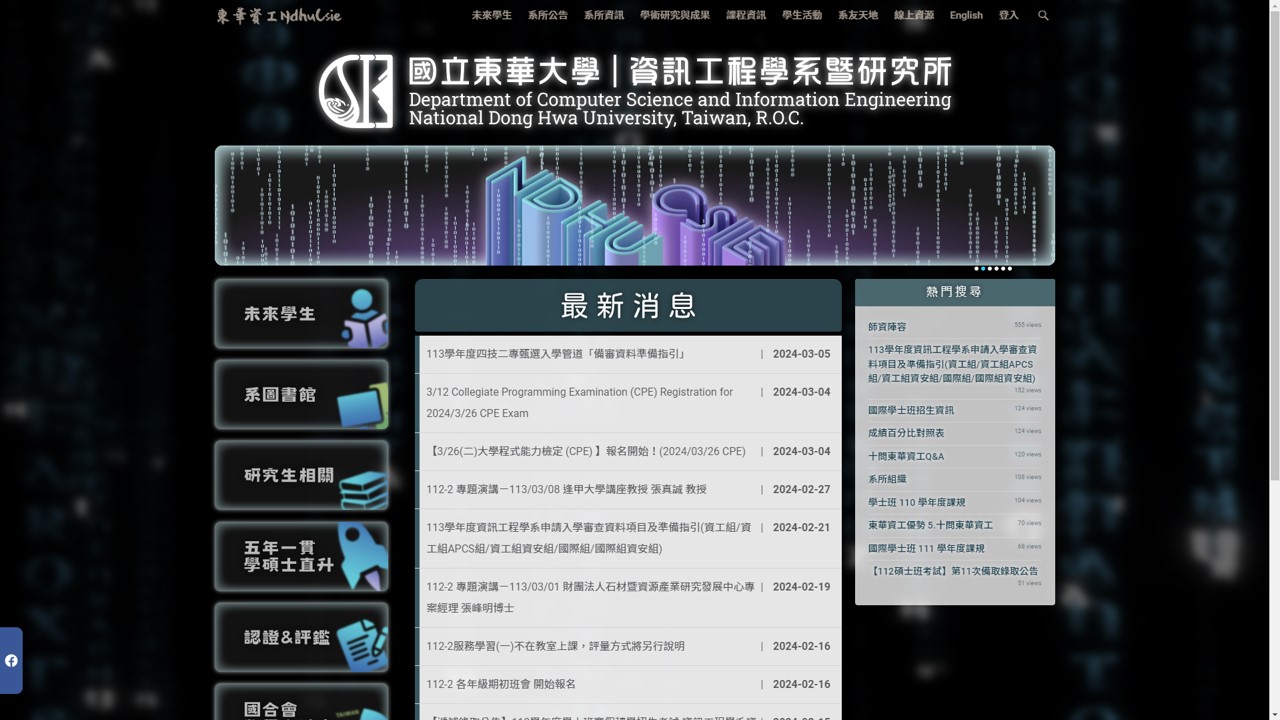 東華資工NdhuCsie
未來學生
系所公告
系所資訊
學術研究與成果
課程資訊
學生活動
系友天地
線上資源
English
登入
國立東華大學｜資訊工程學系暨研究所
Department of Computer Science and Information Engineering
National Dong Hwa University, Taiwan, R.O.C.
NDHU CSIE
未來學生
系圖書館
研究生相關
五年一貫
學碩士直升
認證&評鑑
國合會
最新消息
113學年度四技二專甄選入學管道「備審資料準備指引」 | 2024-03-05
3/12 Collegiate Programming Examination (CPE) Registration for | 2024-03-04
2024/3/26 CPE Exam
【3/26(二)大學程式能力檢定 (CPE) 】報名開始！(2024/03/26 CPE) | 2024-03-04
112-2 專題演講－113/03/08 逢甲大學講座教授 張真誠 教授 | 2024-02-27
113學年度資訊工程學系申請入學審查資料項目及準備指引(資工組/資 | 2024-02-21
工組APCS組/資工組資安組/國際組/國際組資安組)
112-2 專題演講－113/03/01 財團法人石材暨資源產業研究發展中心專 | 2024-02-19
案經理 張峰明博士
112-2服務學習(一)不在教室上課，評量方式將另行說明 | 2024-02-16
112-2 各年級期初班會 開始報名 | 2024-02-16
熱門搜尋
師資陣容 555 views
113學年度資訊工程學系申請入學審查資
料項目及準備指引(資工組/資工組APCS
組/資工組資安組/國際組/國際組資安組)
152 views
國際學士班招生資訊 124 views
成績百分比對照表 124 views
十問東華資工Q&A 120 views
系所組織 108 views
學士班 110 學年度課規 104 views
東華資工優勢 5.十問東華資工 70 views
國際學士班 111 學年度課規 68 views
【112碩士班考試】第11次備取錄取公告
51 views